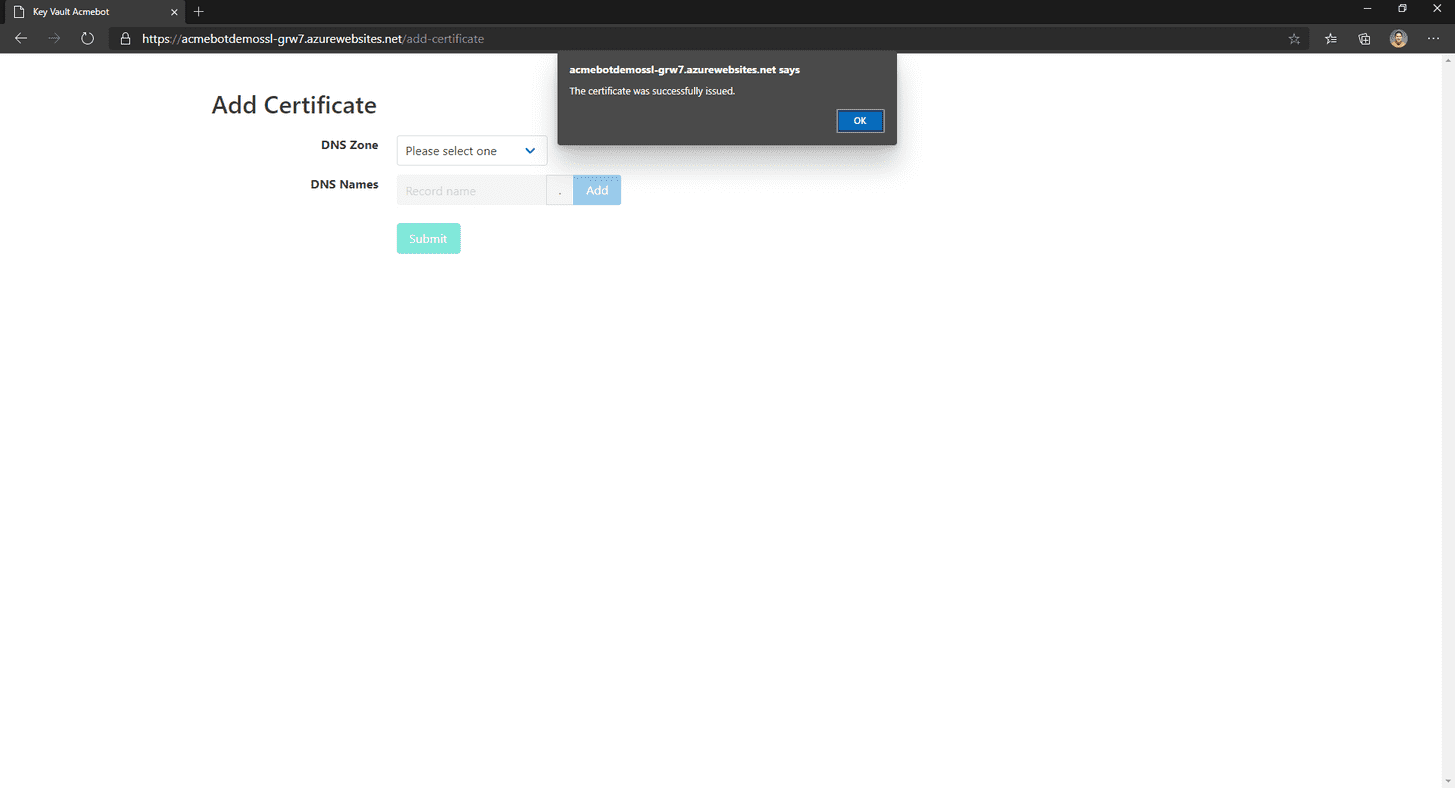 Key Vault Acmebot
https://acmebotdemossl-grw7.azurewebsites.net/add-certificate
acmebotdemossl-grw7.azurewebsites.net says
The certificate was successfully issued.
OK
Add Certificate
DNS Zone
Please select one
DNS Names
Record name
.
Add
Submit